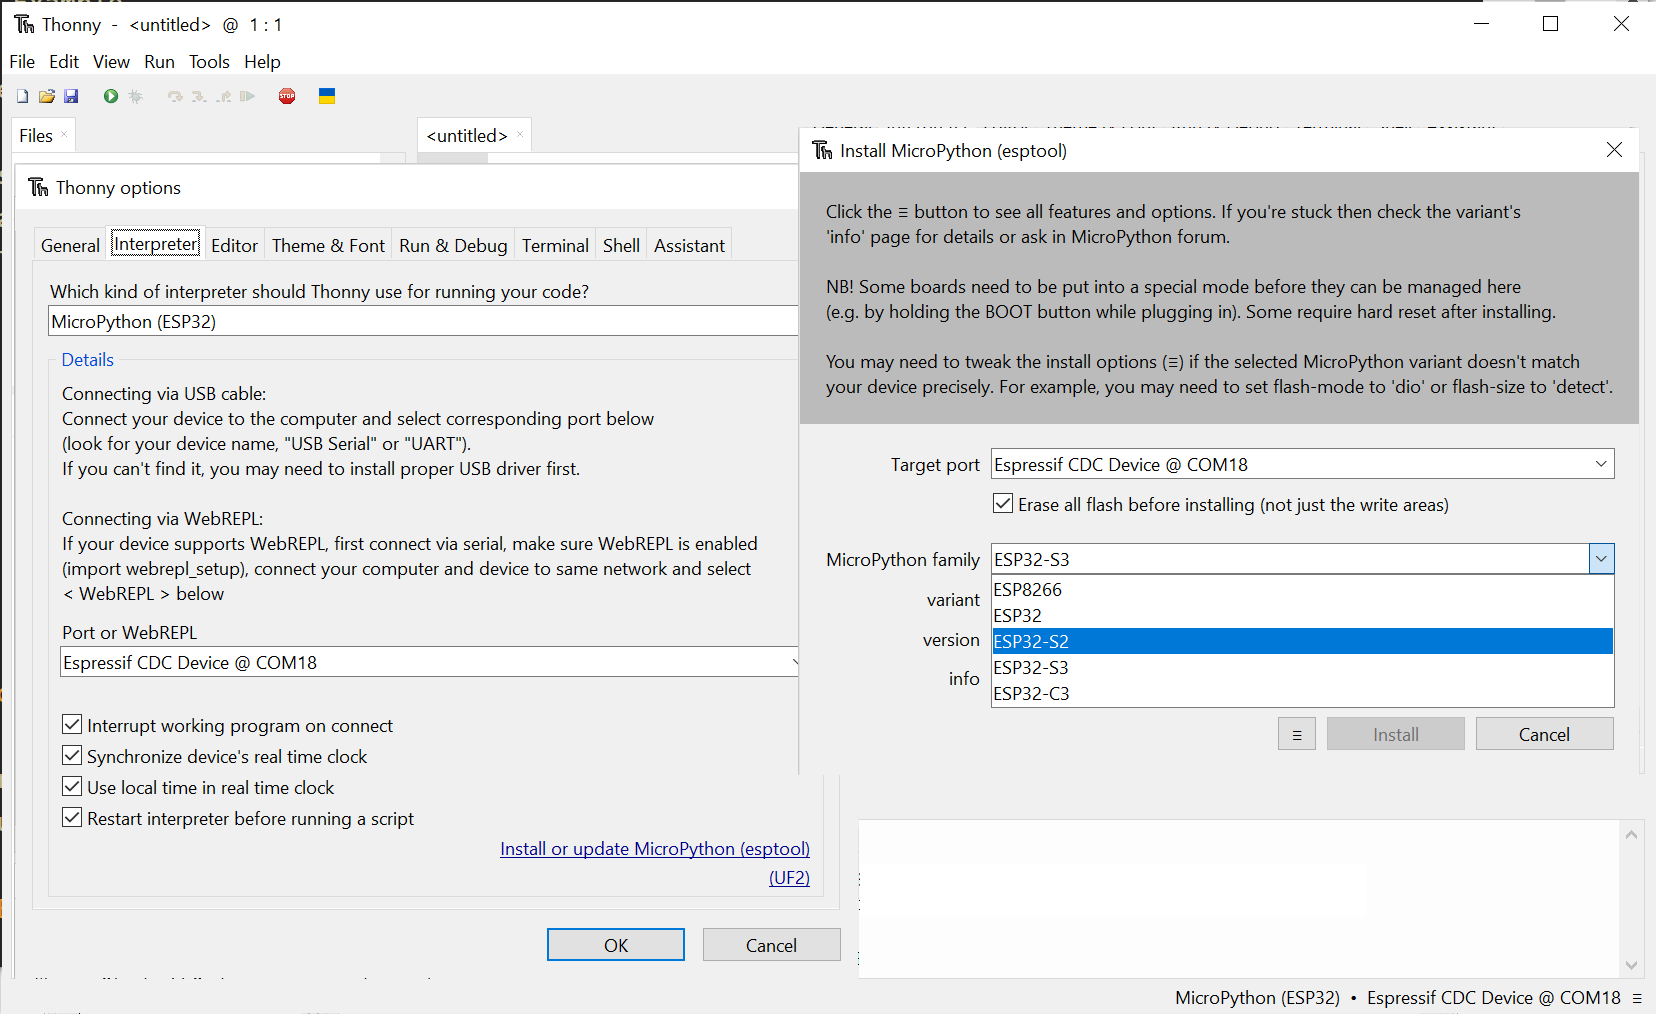 Thonny - <untitled> @ 1 : 1
File Edit View Run Tools Help
STOP
Files
<untitled>
Thonny options
General Interpreter Editor Theme & Font Run & Debug Terminal Shell Assistant
Which kind of interpreter should Thonny use for running your code?
MicroPython (ESP32)
Details
Connecting via USB cable:
Connect your device to the computer and select corresponding port below
(look for your device name, "USB Serial" or "UART").
If you can't find it, you may need to install proper USB driver first.
Connecting via WebREPL:
If your device supports WebREPL, first connect via serial, make sure WebREPL is enabled
(import webrepl_setup), connect your computer and device to same network and select
< WebREPL > below
Port or WebREPL
Espressif CDC Device @ COM18
Interrupt working program on connect
Synchronize device's real time clock
Use local time in real time clock
Restart interpreter before running a script
Install or update MicroPython (esptool)
(UF2)
OK Cancel
Install MicroPython (esptool)
Click the ≡ button to see all features and options. If you're stuck then check the variant's
'info' page for details or ask in MicroPython forum.
NB! Some boards need to be put into a special mode before they can be managed here
(e.g. by holding the BOOT button while plugging in). Some require hard reset after installing.
You may need to tweak the install options (≡) if the selected MicroPython variant doesn't match
your device precisely. For example, you may need to set flash-mode to 'dio' or flash-size to 'detect'.
Target port Espressif CDC Device @ COM18
Erase all flash before installing (not just the write areas)
MicroPython family ESP32-S3
variant
version
info
ESP8266
ESP32
ESP32-S2
ESP32-S3
ESP32-C3
≡ Install Cancel
MicroPython (ESP32) • Espressif CDC Device @ COM18 ≡